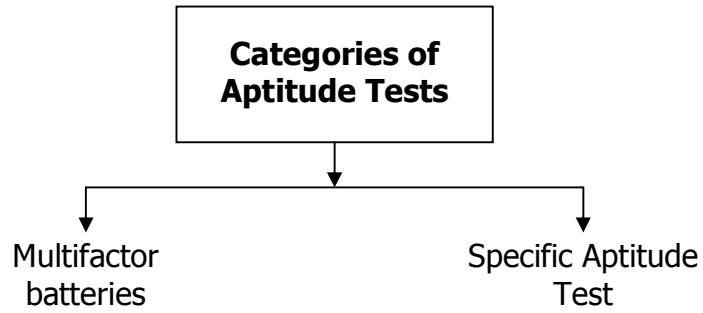 Categories of
Aptitude Tests
Multifactor
batteries
Specific Aptitude
Test